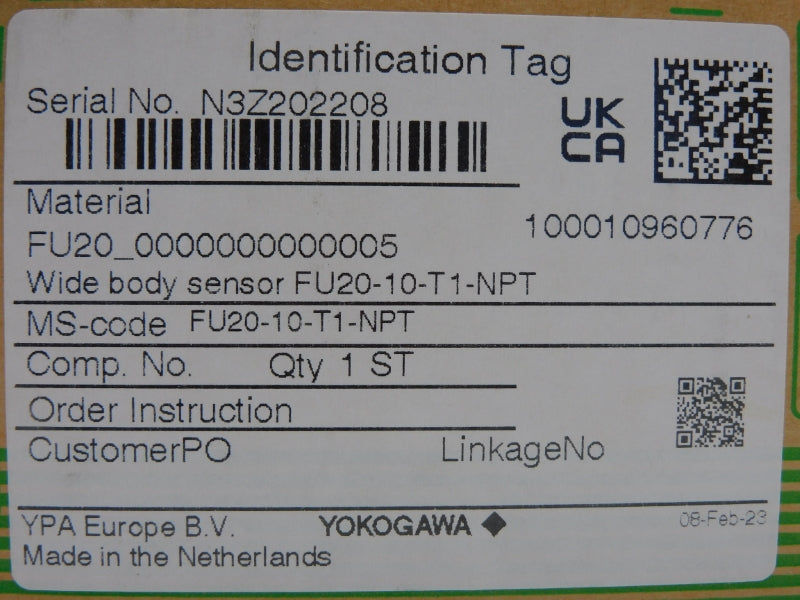 Identification Tag
Serial No. N3Z202208
UK
CA
Material
100010960776
FU20_0000000000005
Wide body sensor FU20-10-T1-NPT
MS-code FU20-10-T1-NPT
Comp. No. Qty 1 ST
Order Instruction
CustomerPO LinkageNo
YPA Europe B.V. YOKOGAWA 08-Feb-23
Made in the Netherlands